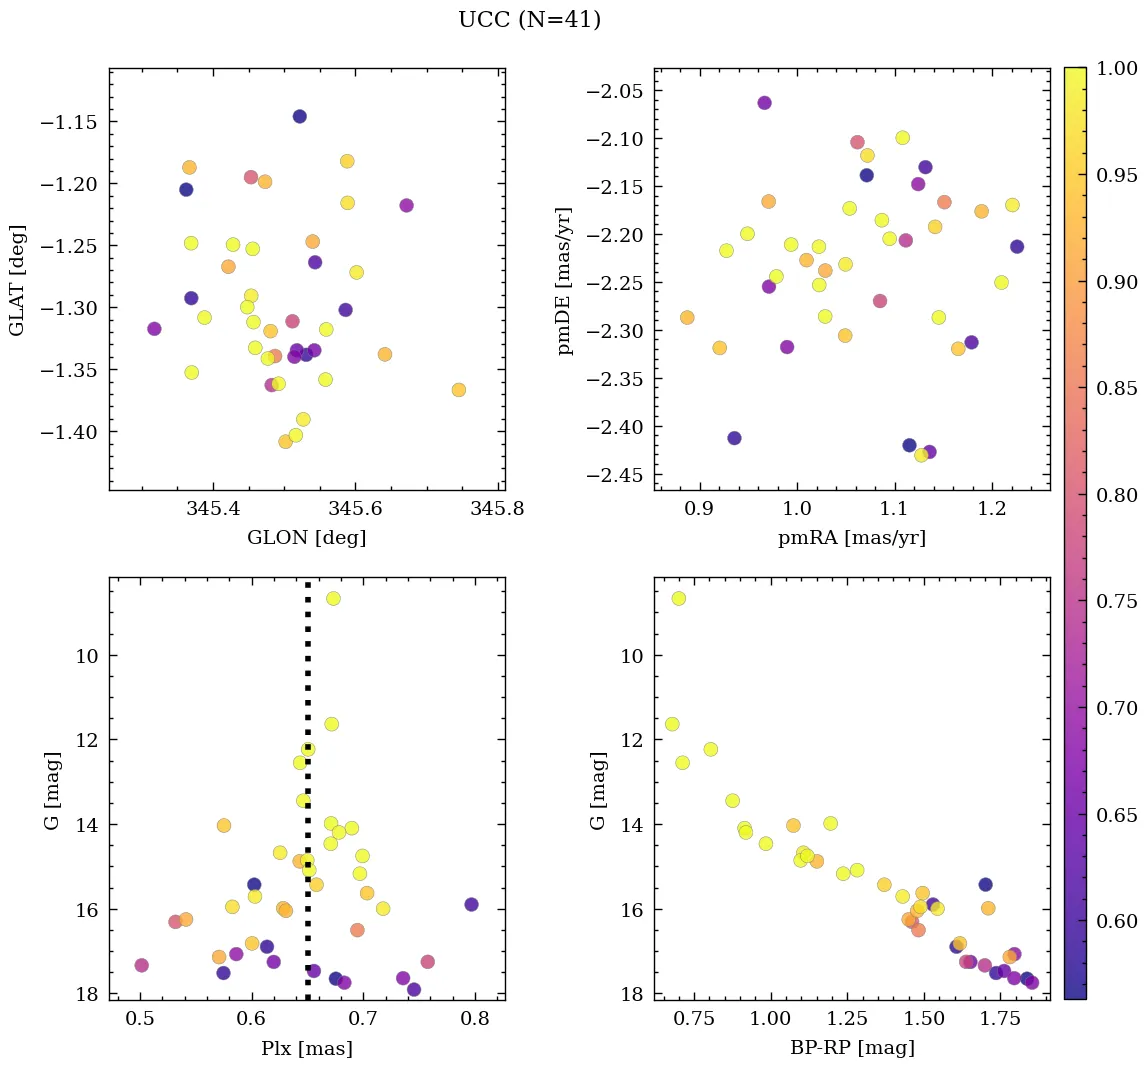 UCC (N=41)
−1.15
−1.20
−1.25
−1.30
−1.35
−1.40
GLAT [deg]
345.4 345.6 345.8
GLON [deg]
−2.05
−2.10
−2.15
−2.20
−2.25
−2.30
−2.35
−2.40
−2.45
pmDE [mas/yr]
0.9 1.0 1.1 1.2
pmRA [mas/yr]
10
12
14
16
18
G [mag]
0.5 0.6 0.7 0.8
Plx [mas]
10
12
14
16
18
G [mag]
0.75 1.00 1.25 1.50 1.75
BP-RP [mag]
1.00
0.95
0.90
0.85
0.80
0.75
0.70
0.65
0.60